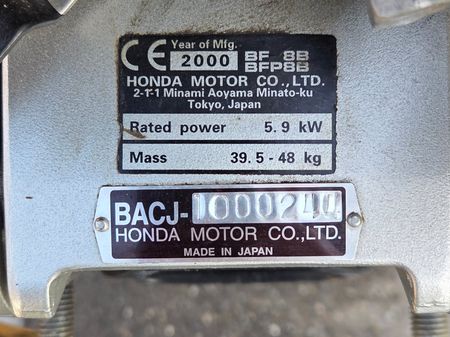 CE Year of Mfg.
2000 BF 8B
BFP8B
HONDA MOTOR CO.,LTD.
2-1-1 Minami Aoyama Minato-ku
Tokyo, Japan
Rated power 5.9 kW
Mass 39.5-48 kg
BACJ-1000244
HONDA MOTOR CO.,LTD.
MADE IN JAPAN